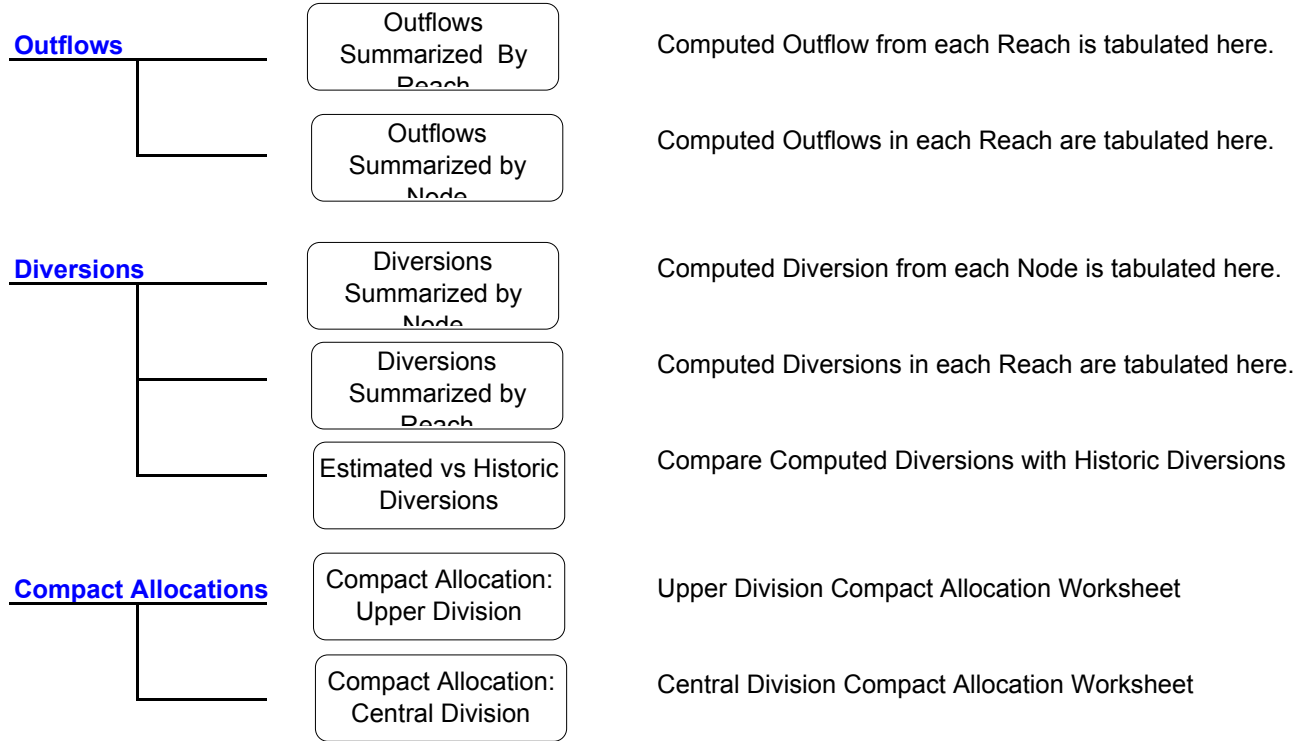 Outflows
Outflows
Summarized By
Reach
Computed Outflow from each Reach is tabulated here.
Outflows
Summarized by
Node
Computed Outflows in each Reach are tabulated here.
Diversions
Diversions
Summarized by
Node
Computed Diversion from each Node is tabulated here.
Diversions
Summarized by
Reach
Computed Diversions in each Reach are tabulated here.
Estimated vs Historic
Diversions
Compare Computed Diversions with Historic Diversions
Compact Allocations
Compact Allocation:
Upper Division
Upper Division Compact Allocation Worksheet
Compact Allocation:
Central Division
Central Division Compact Allocation Worksheet